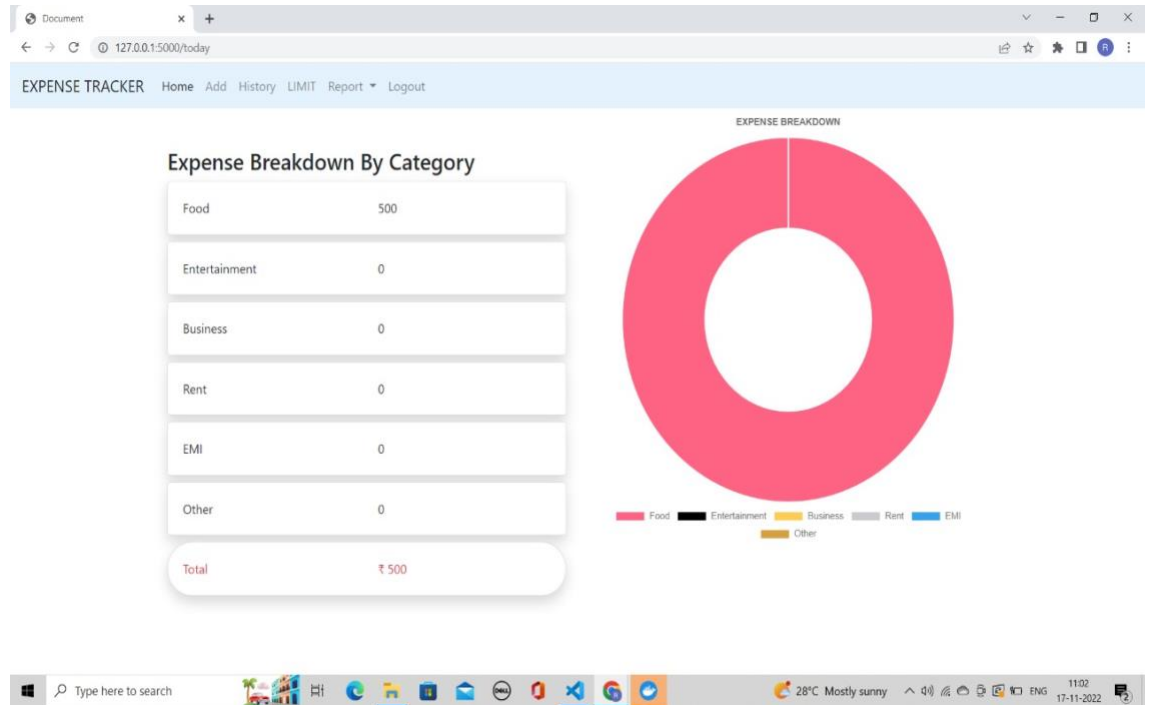 Document
127.0.0.1:5000/today
R
EXPENSE TRACKER Home Add History LIMIT Report Logout
EXPENSE BREAKDOWN
Expense Breakdown By Category
Food 500
Entertainment 0
Business 0
Rent 0
EMI 0
Other 0
Total ₹ 500
Food Entertainment Business Rent EMI
Other
Type here to search
DELL
28°C Mostly sunny
ENG
11:02
17-11-2022
2